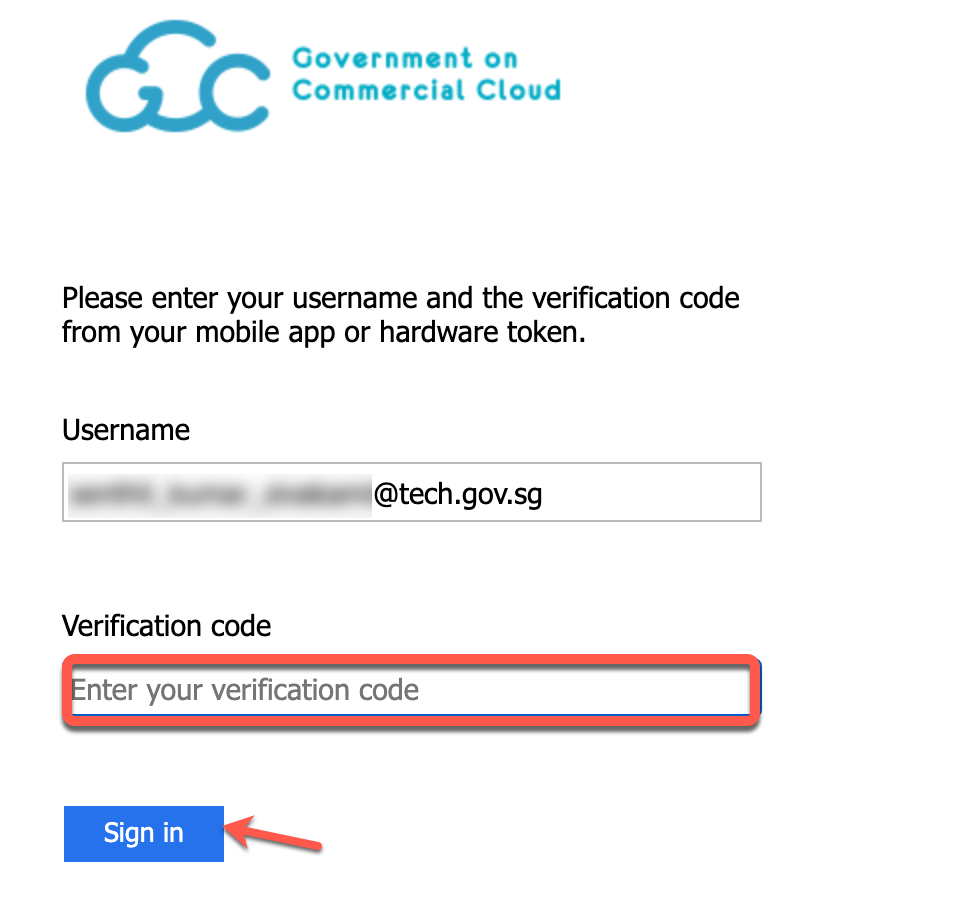 GCC
Government on
Commercial Cloud
Please enter your username and the verification code
from your mobile app or hardware token.
Username
@tech.gov.sg
Verification code
Enter your verification code
Sign in